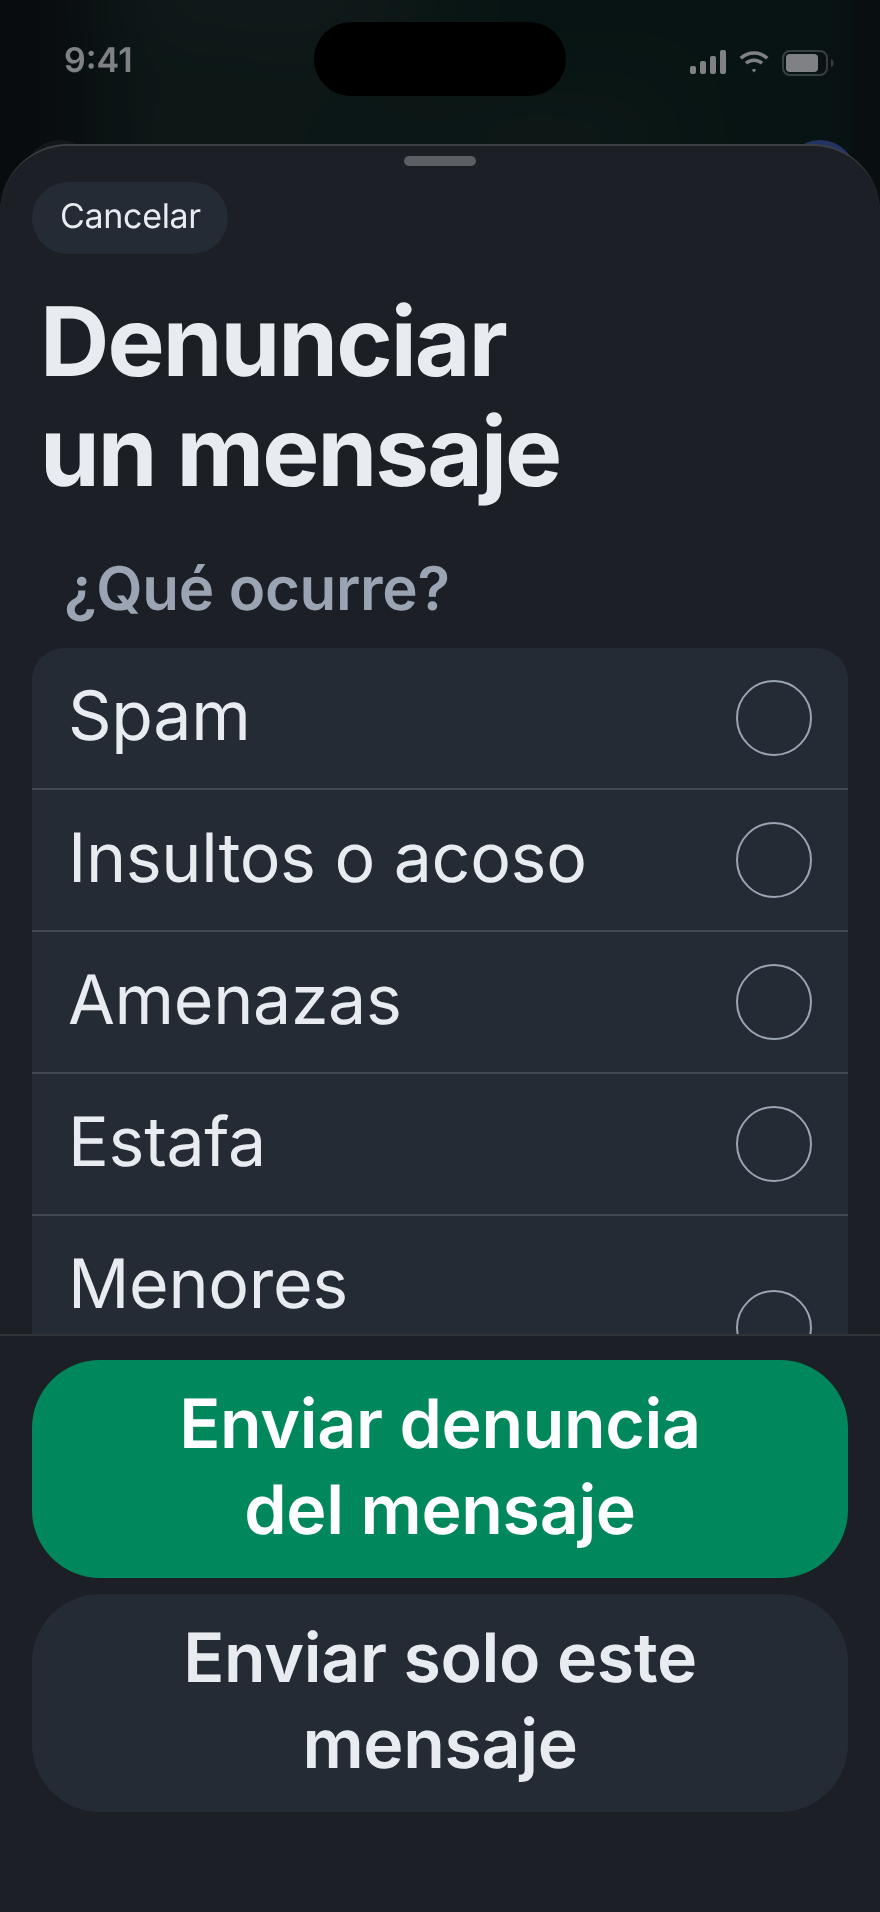 9:41
Cancelar
Denunciar
un mensaje
¿Qué ocurre?
Spam
Insultos o acoso
Amenazas
Estafa
Menores
Enviar denuncia
del mensaje
Enviar solo este
mensaje